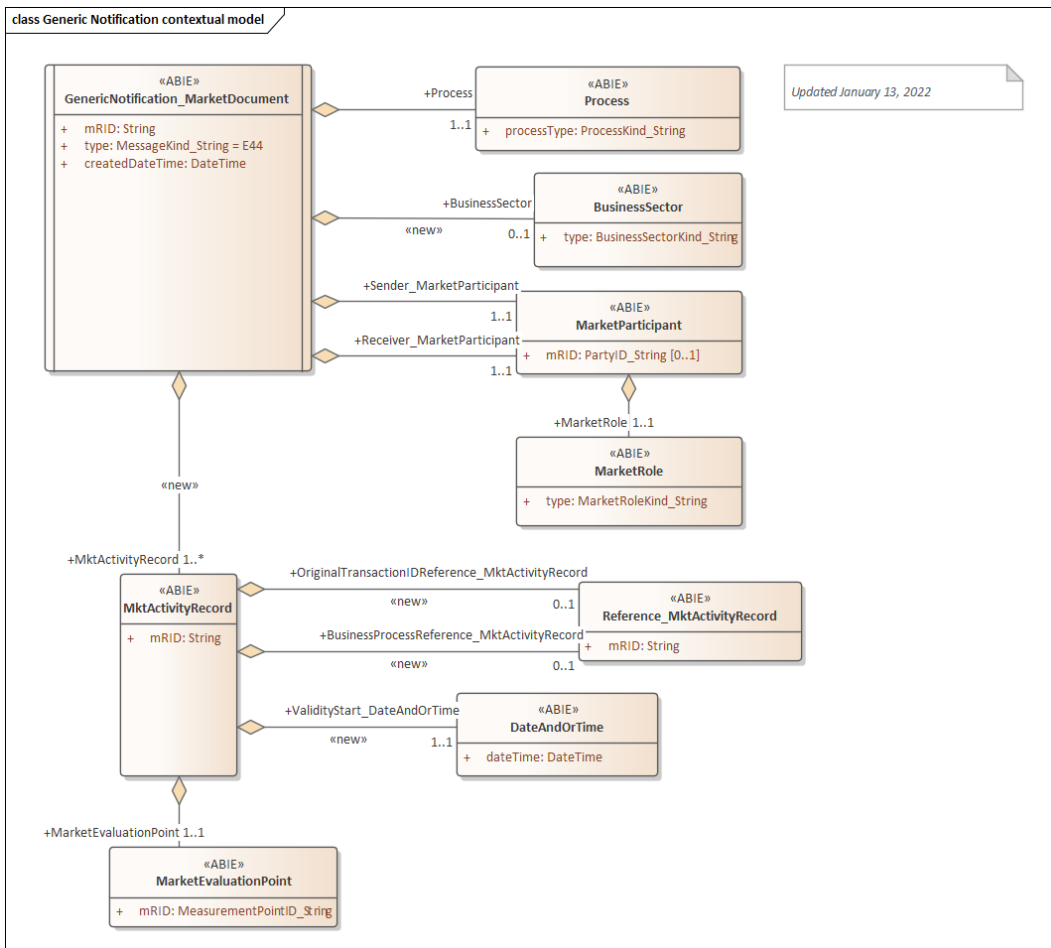 class Generic Notification contextual model
«ABIE»
GenericNotification_MarketDocument
+ mRID: String
+ type: MessageKind_String = E44
+ createdDateTime: DateTime
+Process
1..1
«ABIE»
Process
+ processType: ProcessKind_String
Updated January 13, 2022
+BusinessSector
«new»
0..1
«ABIE»
BusinessSector
+ type: BusinessSectorKind_String
+Sender_MarketParticipant
1..1
+Receiver_MarketParticipant
1..1
«ABIE»
MarketParticipant
+ mRID: PartyID_String [0..1]
+MarketRole 1..1
«ABIE»
MarketRole
+ type: MarketRoleKind_String
«new»
+MktActivityRecord 1..*
«ABIE»
MktActivityRecord
+ mRID: String
+OriginalTransactionIDReference_MktActivityRecord
«new»
0..1
+BusinessProcessReference_MktActivityRecord
«new»
0..1
«ABIE»
Reference_MktActivityRecord
+ mRID: String
+ValidityStart_DateAndOrTime
«new»
1..1
«ABIE»
DateAndOrTime
+ dateTime: DateTime
+MarketEvaluationPoint 1..1
«ABIE»
MarketEvaluationPoint
+ mRID: MeasurementPointID_String